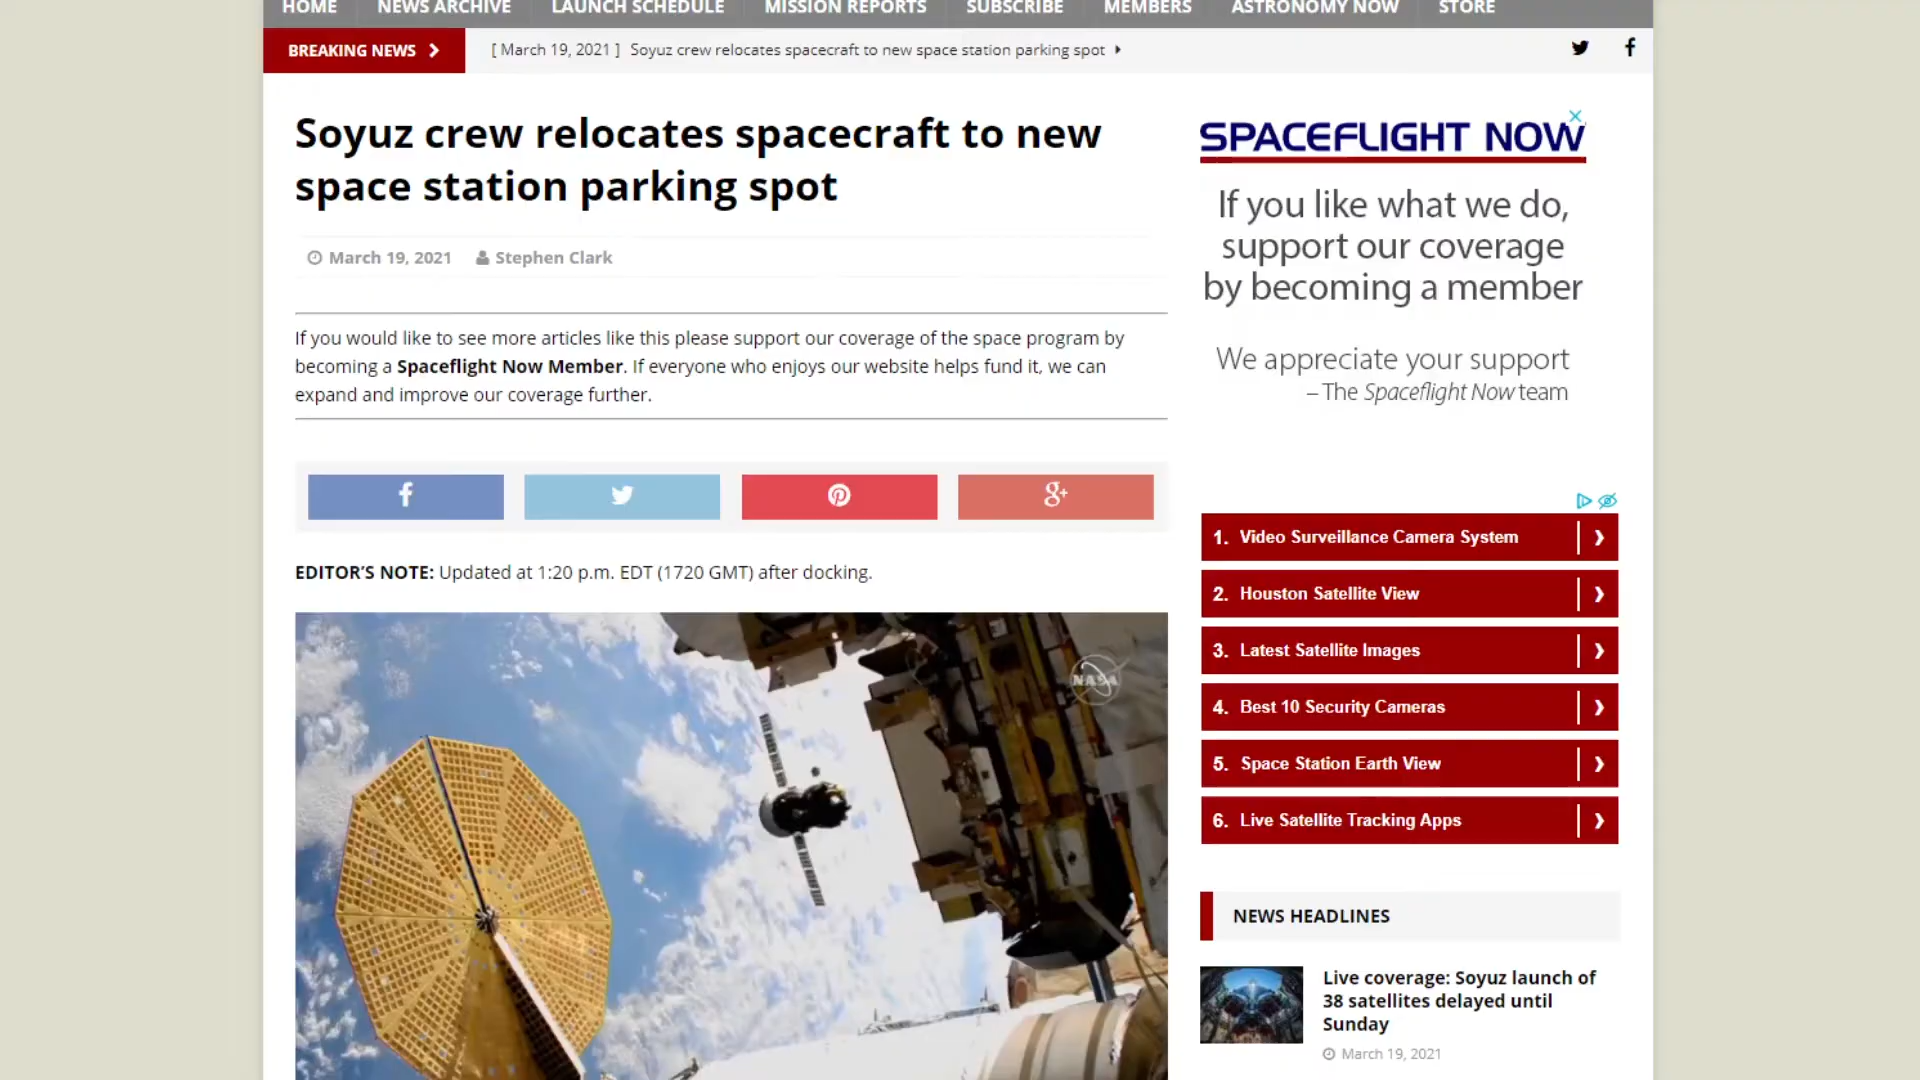 HOME NEWS ARCHIVE LAUNCH SCHEDULE MISSION REPORTS SUBSCRIBE MEMBERS ASTRONOMY NOW STORE
BREAKING NEWS [ March 19, 2021 ] Soyuz crew relocates spacecraft to new space station parking spot
Soyuz crew relocates spacecraft to new
space station parking spot
March 19, 2021 Stephen Clark
If you would like to see more articles like this please support our coverage of the space program by
becoming a Spaceflight Now Member. If everyone who enjoys our website helps fund it, we can
expand and improve our coverage further.
f g+
EDITOR'S NOTE: Updated at 1:20 p.m. EDT (1720 GMT) after docking.
NASA
SPACEFLIGHT NOW
If you like what we do,
support our coverage
by becoming a member
We appreciate your support
– The Spaceflight Now team
1. Video Surveillance Camera System
2. Houston Satellite View
3. Latest Satellite Images
4. Best 10 Security Cameras
5. Space Station Earth View
6. Live Satellite Tracking Apps
NEWS HEADLINES
Live coverage: Soyuz launch of
38 satellites delayed until
Sunday
March 19, 2021